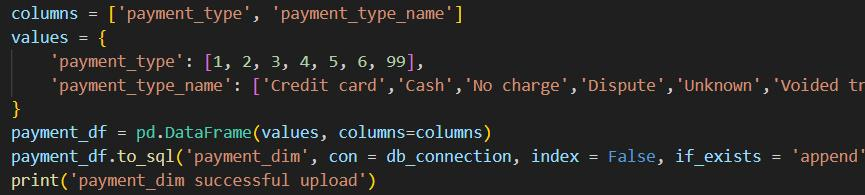 columns = ['payment_type', 'payment_type_name']
values = {
    'payment_type': [1, 2, 3, 4, 5, 6, 99],
    'payment_type_name': ['Credit card','Cash','No charge','Dispute','Unknown','Voided tr
}
payment_df = pd.DataFrame(values, columns=columns)
payment_df.to_sql('payment_dim', con = db_connection, index = False, if_exists = 'append'
print('payment_dim successful upload')